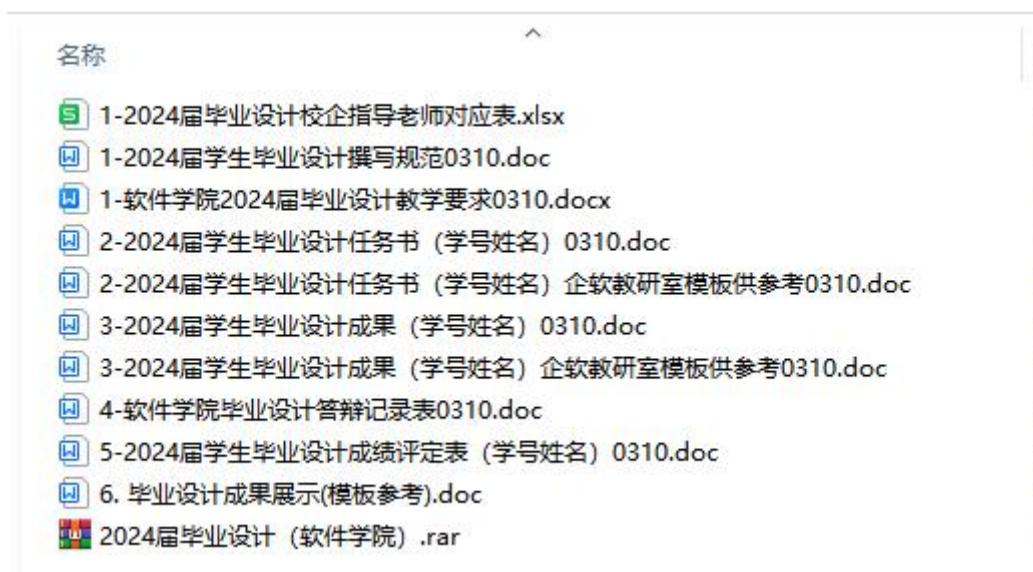 名称
1-2024届毕业设计校企指导老师对应表.xlsx
1-2024届学生毕业设计撰写规范0310.doc
1-软件学院2024届毕业设计教学要求0310.docx
2-2024届学生毕业设计任务书（学号姓名）0310.doc
2-2024届学生毕业设计任务书（学号姓名）企软教研室模板供参考0310.doc
3-2024届学生毕业设计成果（学号姓名）0310.doc
3-2024届学生毕业设计成果（学号姓名）企软教研室模板供参考0310.doc
4-软件学院毕业设计答辩记录表0310.doc
5-2024届学生毕业设计成绩评定表（学号姓名）0310.doc
6. 毕业设计成果展示(模板参考).doc
2024届毕业设计（软件学院）.rar